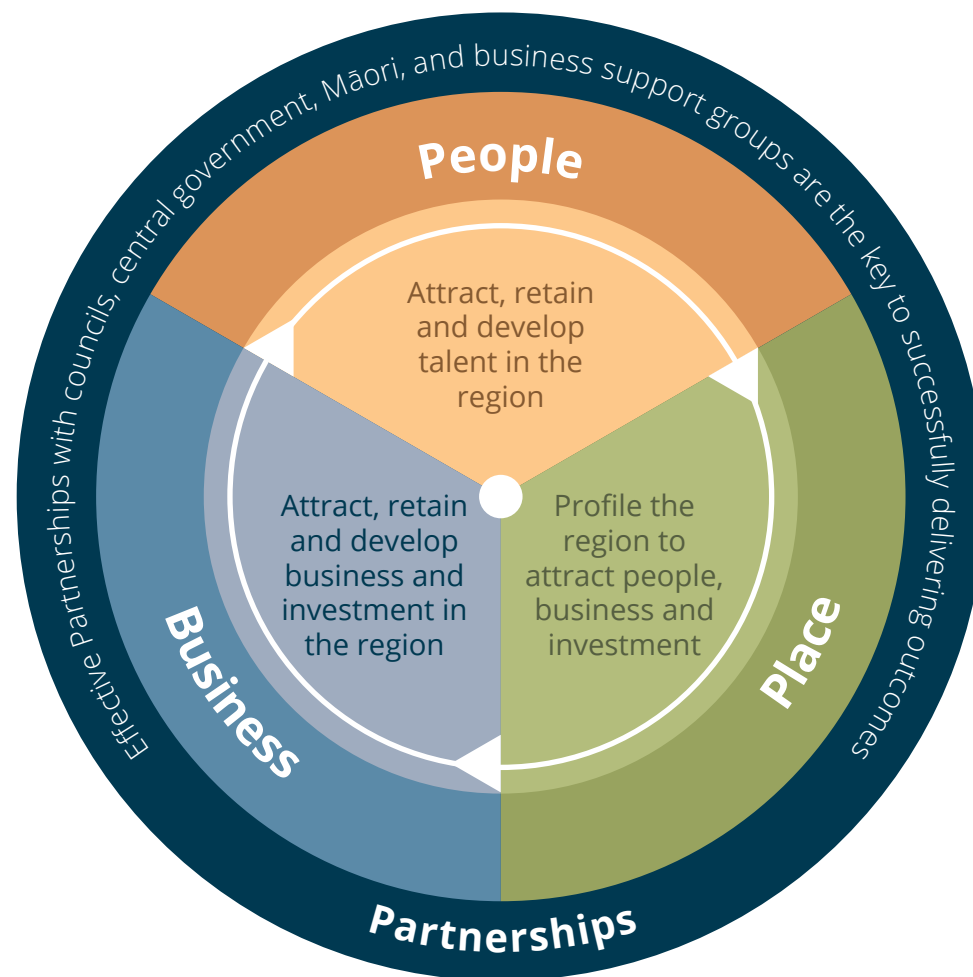 Effective Partnerships with councils, central government, Māori, and business support groups are the key to successfully delivering outcomes
People
Attract, retain
and develop
talent in the
region
Attract, retain
and develop
business and
investment in
the region
Business
Profile the
region to
attract people,
business and
investment
Place
Partnerships